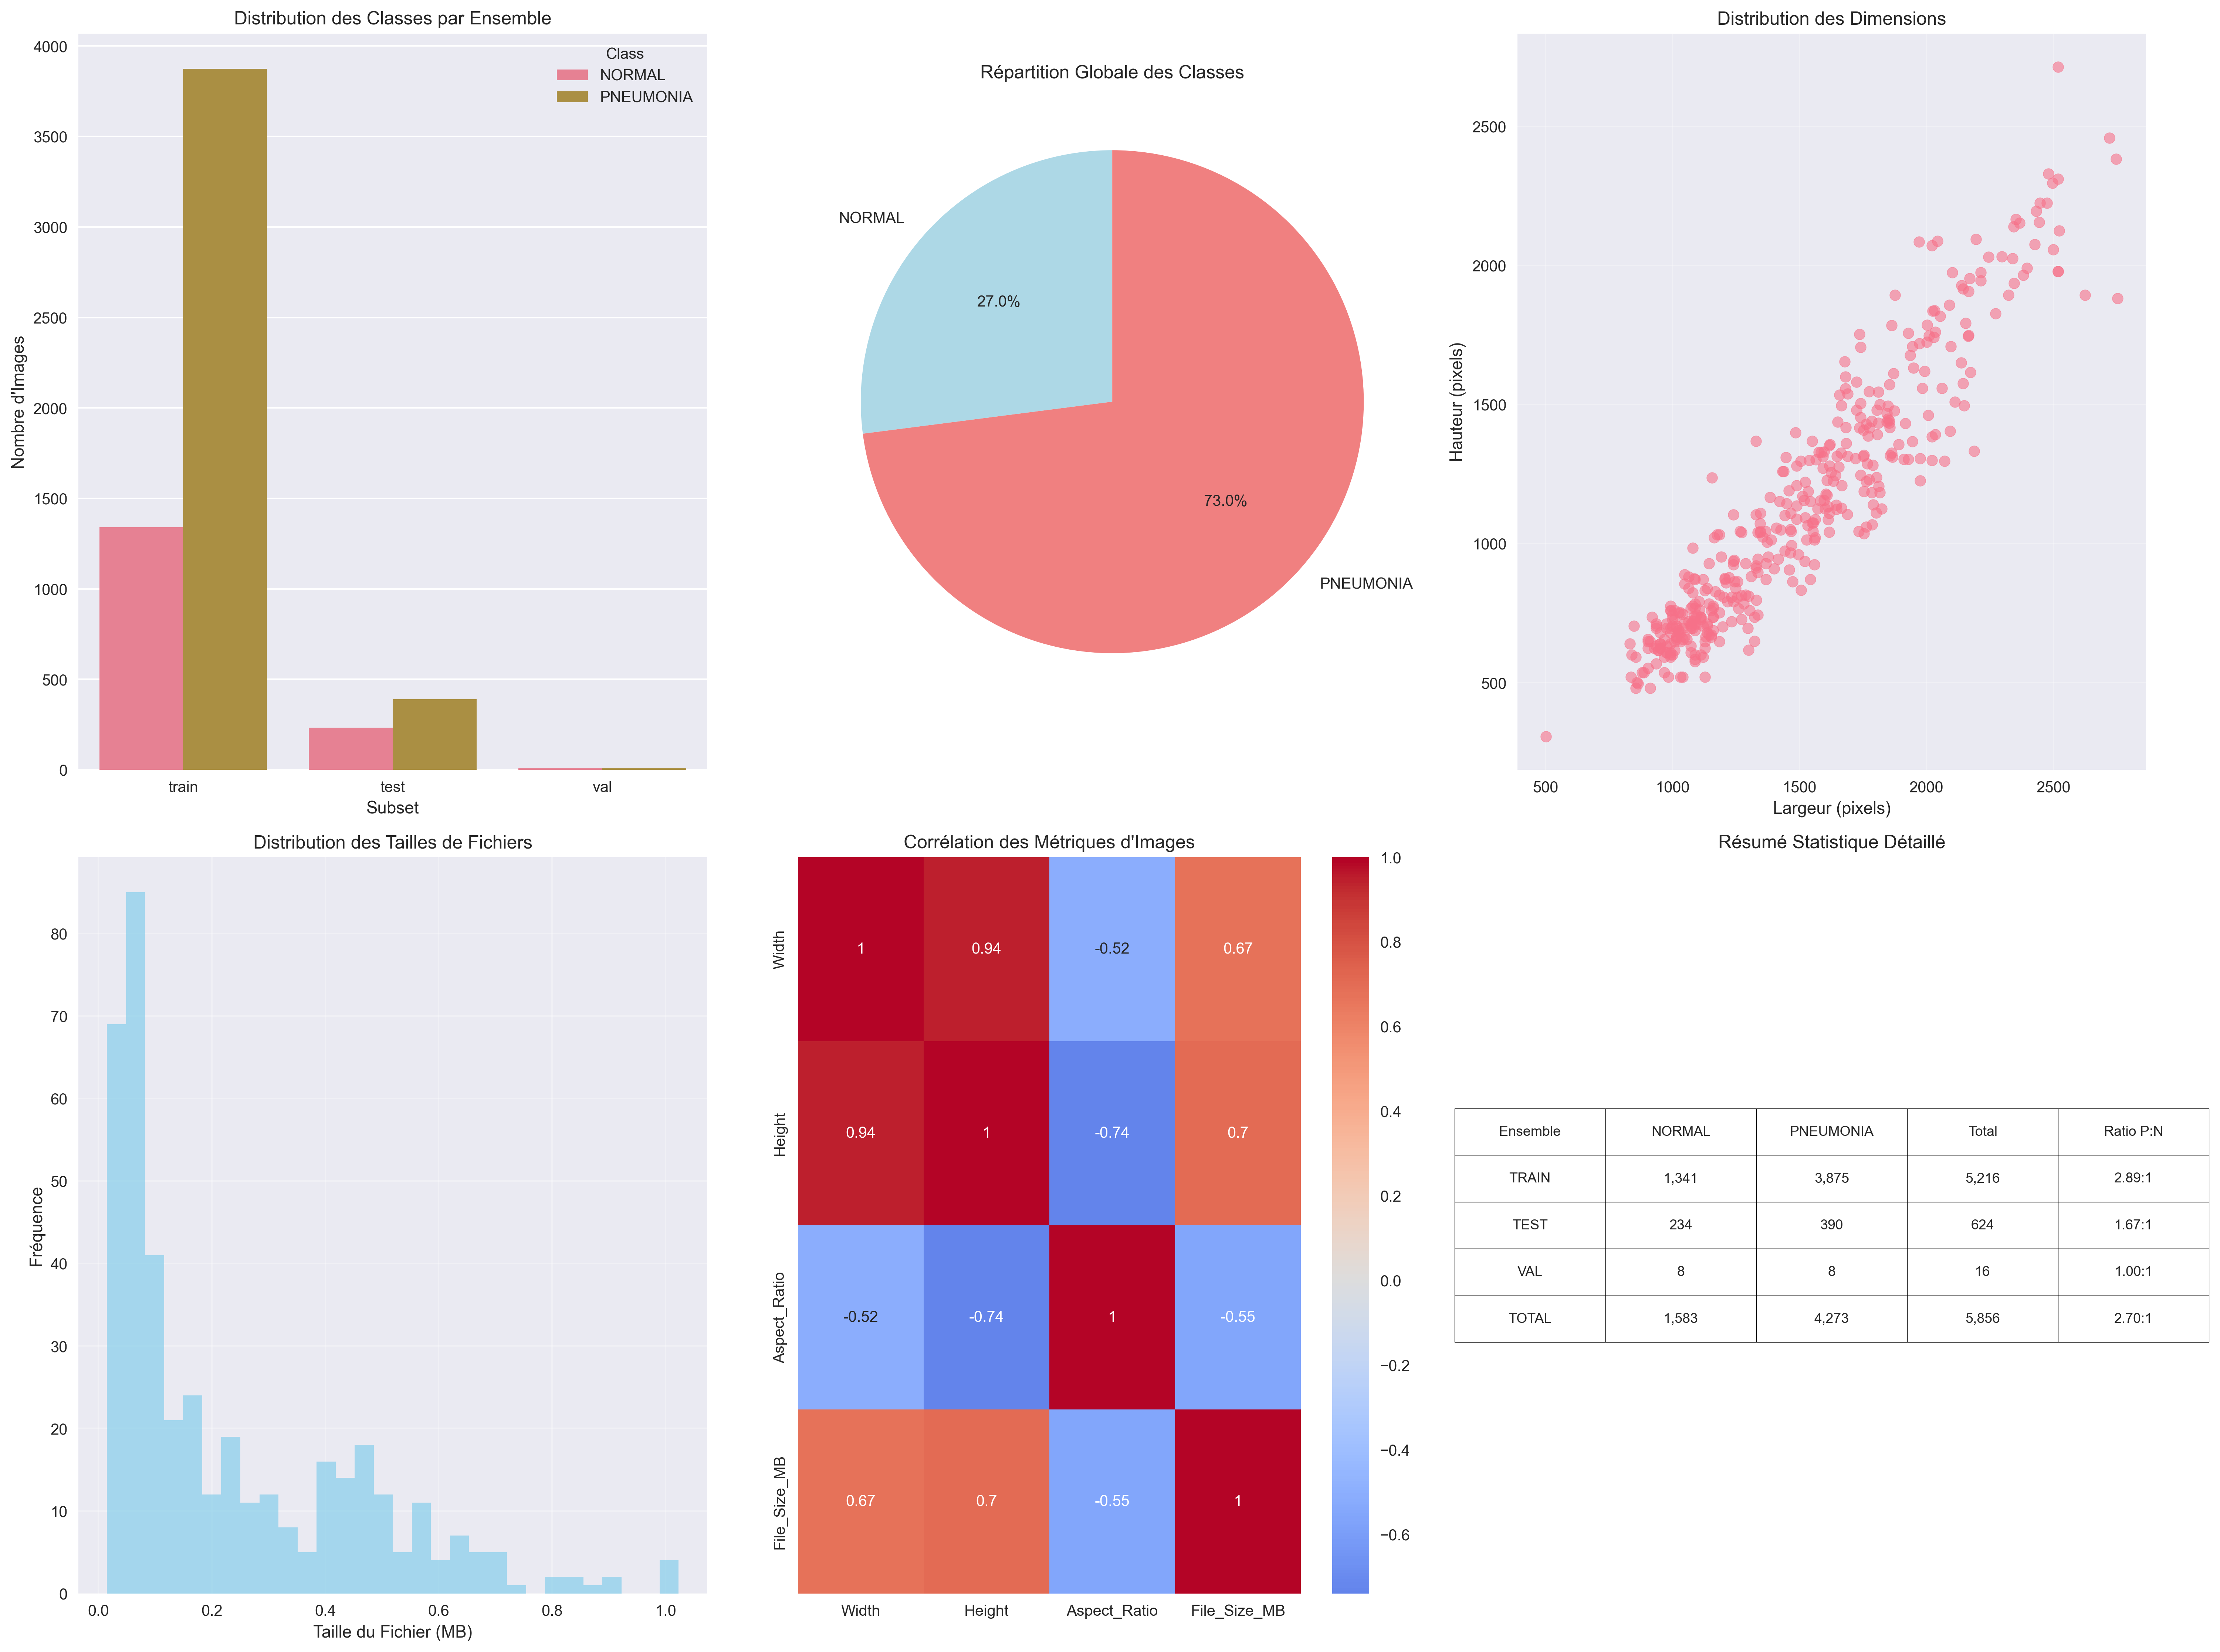 Distribution des Classes par Ensemble
Nombre d'Images
4000
3500
3000
2500
2000
1500
1000
500
0
Class
NORMAL
PNEUMONIA
train test val
Subset
Répartition Globale des Classes
NORMAL
27.0%
73.0%
PNEUMONIA
Distribution des Dimensions
Hauteur (pixels)
2500
2000
1500
1000
500
500 1000 1500 2000 2500
Largeur (pixels)
Distribution des Tailles de Fichiers
Fréquence
80
70
60
50
40
30
20
10
0
0.0 0.2 0.4 0.6 0.8 1.0
Taille du Fichier (MB)
Corrélation des Métriques d'Images
Width 1 0.94 -0.52 0.67
Height 0.94 1 -0.74 0.7
Aspect_Ratio -0.52 -0.74 1 -0.55
File_Size_MB 0.67 0.7 -0.55 1
Width Height Aspect_Ratio File_Size_MB
1.0
0.8
0.6
0.4
0.2
0.0
−0.2
−0.4
−0.6
Résumé Statistique Détaillé
Ensemble NORMAL PNEUMONIA Total Ratio P:N
TRAIN 1,341 3,875 5,216 2.89:1
TEST 234 390 624 1.67:1
VAL 8 8 16 1.00:1
TOTAL 1,583 4,273 5,856 2.70:1